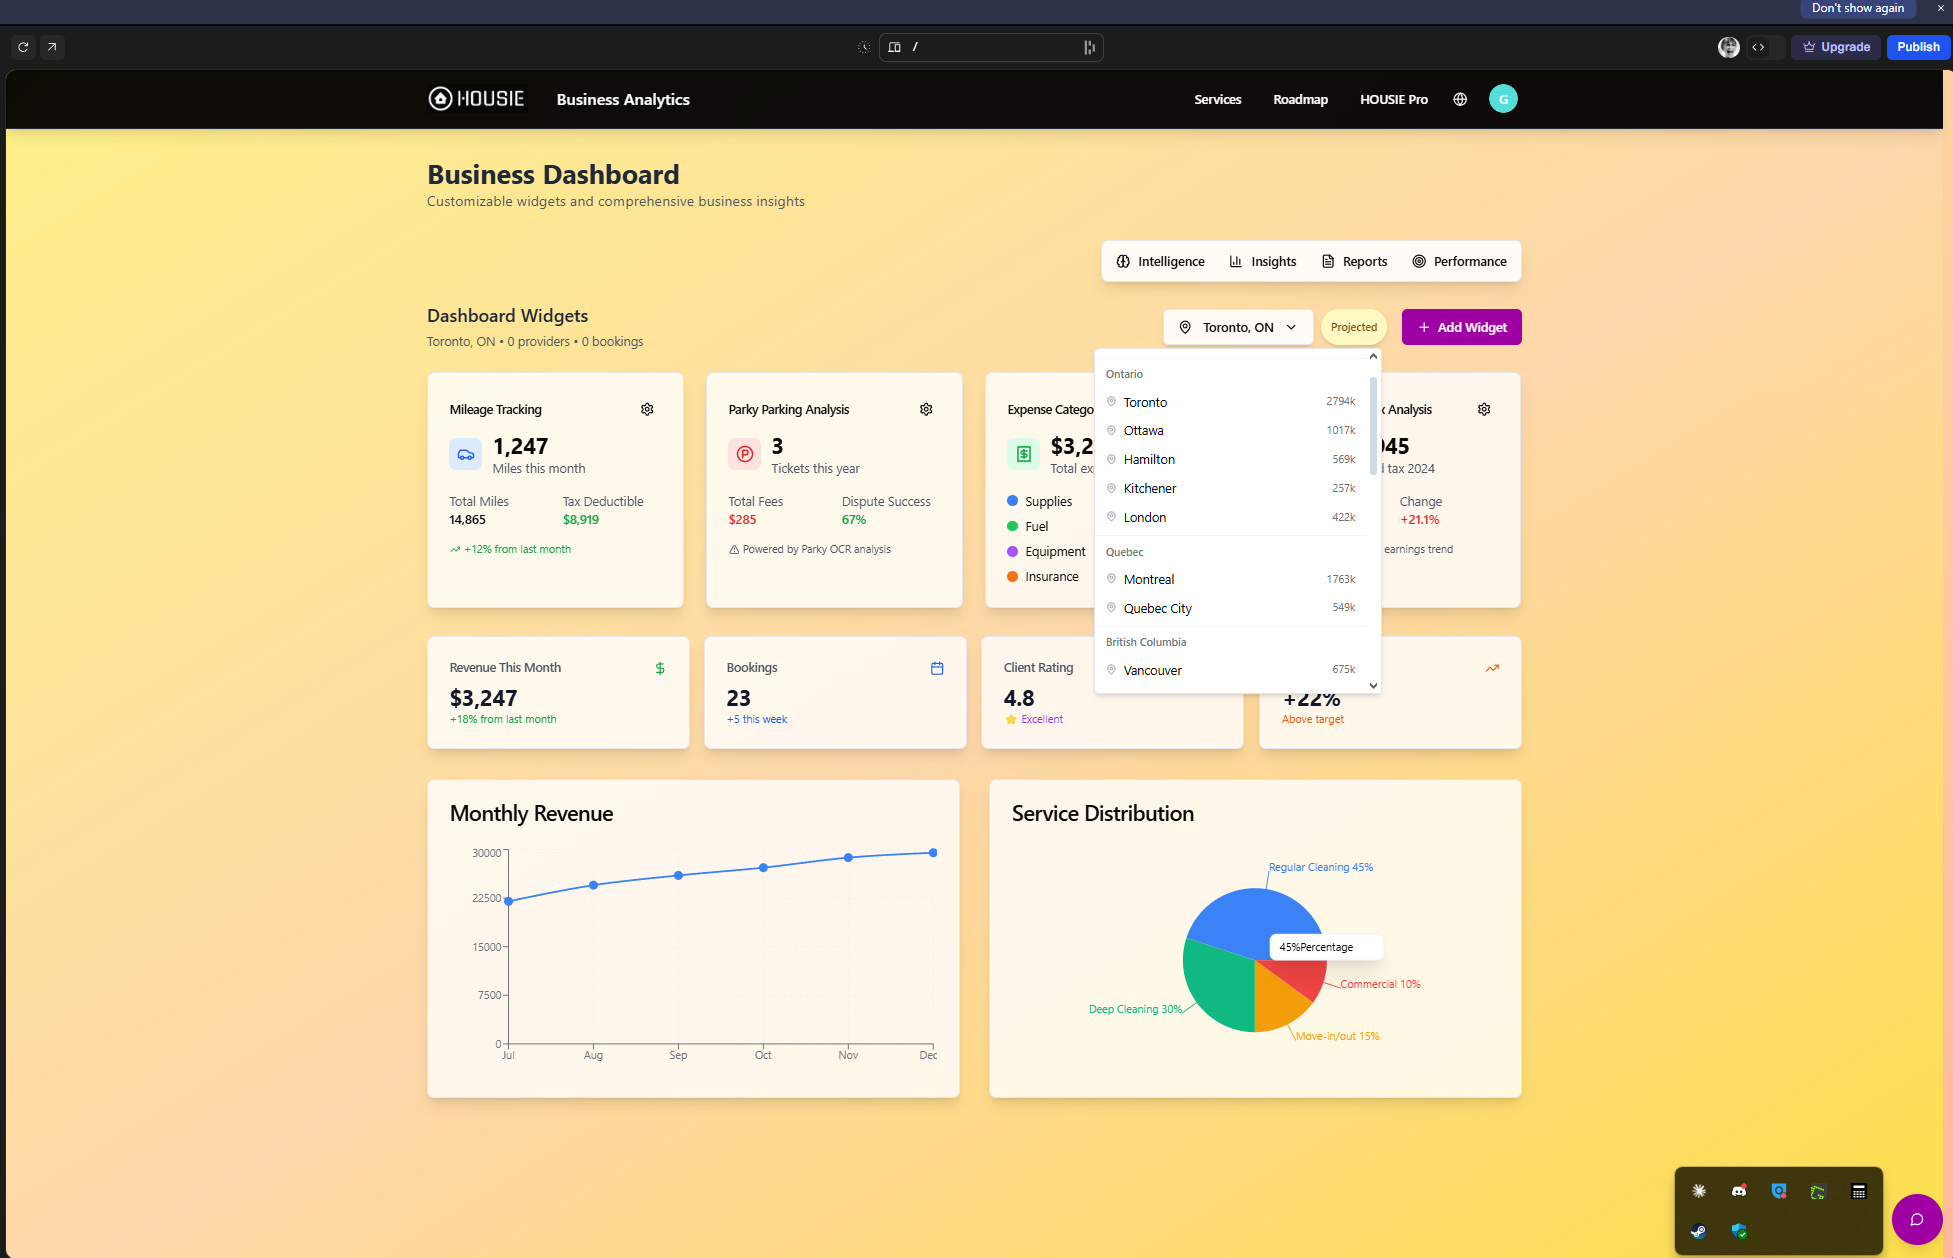 Don't show again
/
Upgrade
Publish
HOUSIE
Business Analytics
Services
Roadmap
HOUSIE Pro
G
Business Dashboard
Customizable widgets and comprehensive business insights
Intelligence
Insights
Reports
Performance
Dashboard Widgets
Toronto, ON • 0 providers • 0 bookings
Toronto, ON
Projected
+ Add Widget
Mileage Tracking
1,247
Miles this month
Total Miles
Tax Deductible
14,865
$8,919
+12% from last month
Parky Parking Analysis
3
Tickets this year
Total Fees
Dispute Success
$285
67%
Powered by Parky OCR analysis
Expense Catego
$3,2
Total ex
Supplies
Fuel
Equipment
Insurance
Ontario
Toronto 2794k
Ottawa 1017k
Hamilton 569k
Kitchener 257k
London 422k
Quebec
Montreal 1763k
Quebec City 549k
British Columbia
Vancouver 675k
x Analysis
945
d tax 2024
Change
+21.1%
earnings trend
Revenue This Month
$3,247
+18% from last month
Bookings
23
+5 this week
Client Rating
4.8
Excellent
+22%
Above target
Monthly Revenue
30000
22500
15000
7500
0
Jul Aug Sep Oct Nov Dec
Service Distribution
Regular Cleaning 45%
45%Percentage
Commercial 10%
Deep Cleaning 30%
Move-in/out 15%